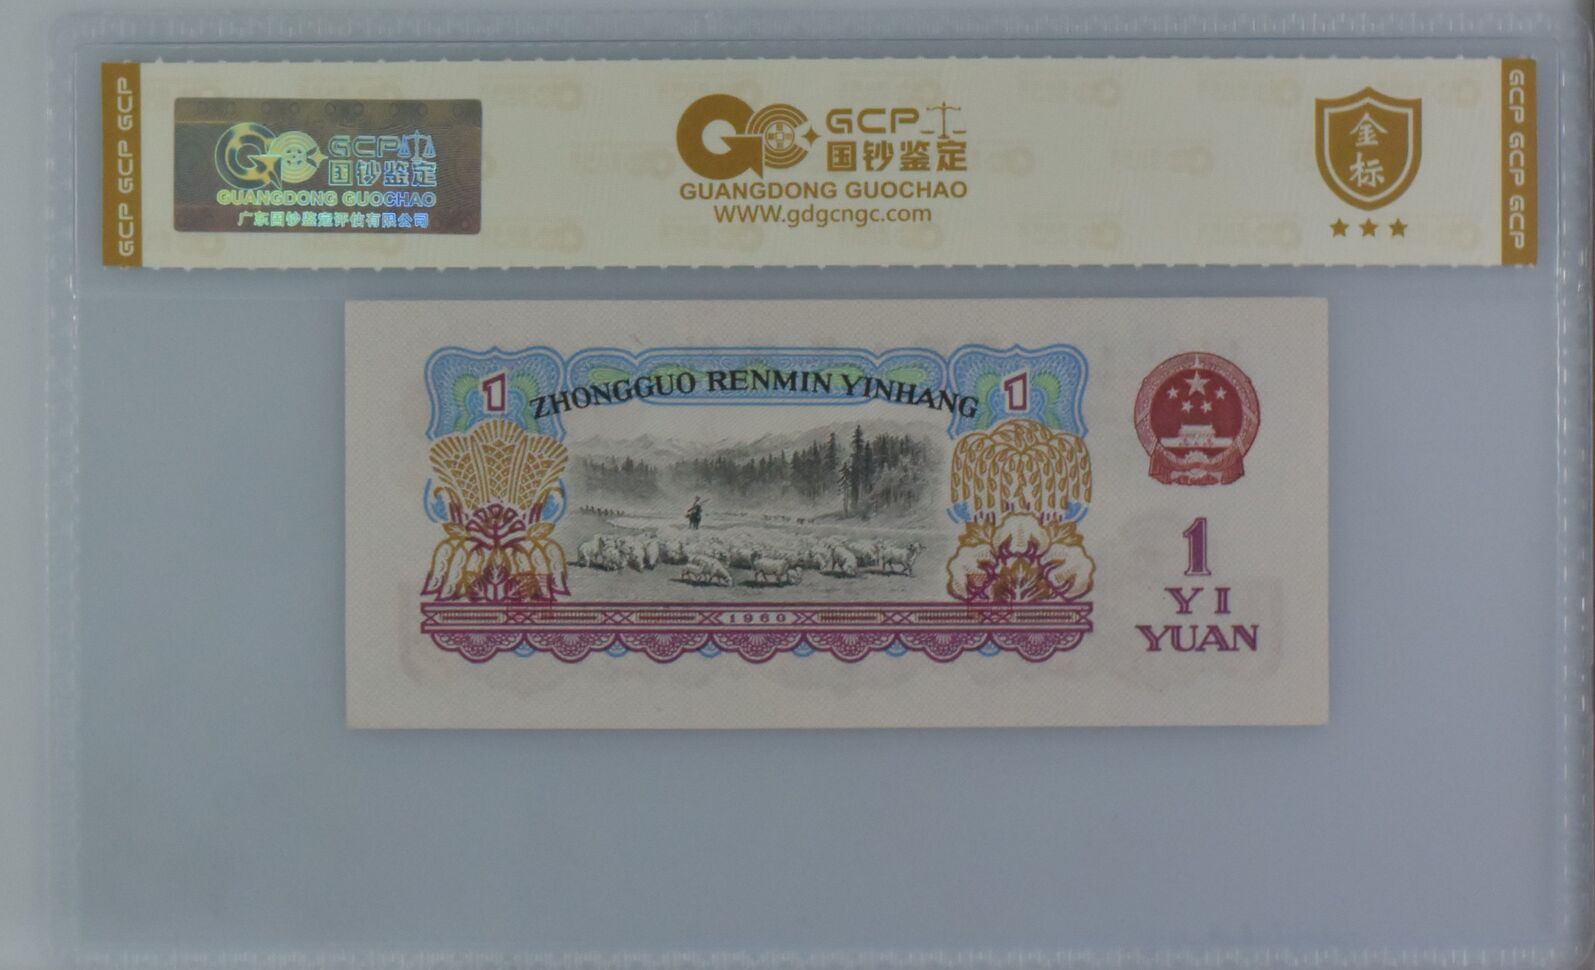 GCP GCP GCP
GCP
国钞鉴定
GUANGDONG GUOCHAO
广东国钞鉴定评估有限公司
GCP
国钞鉴定
GUANGDONG GUOCHAO
WWW.gdgcngc.com
金
标
GCP GCP GCP
1
ZHONGGUO RENMIN YINHANG
1
1960
1
YI
YUAN